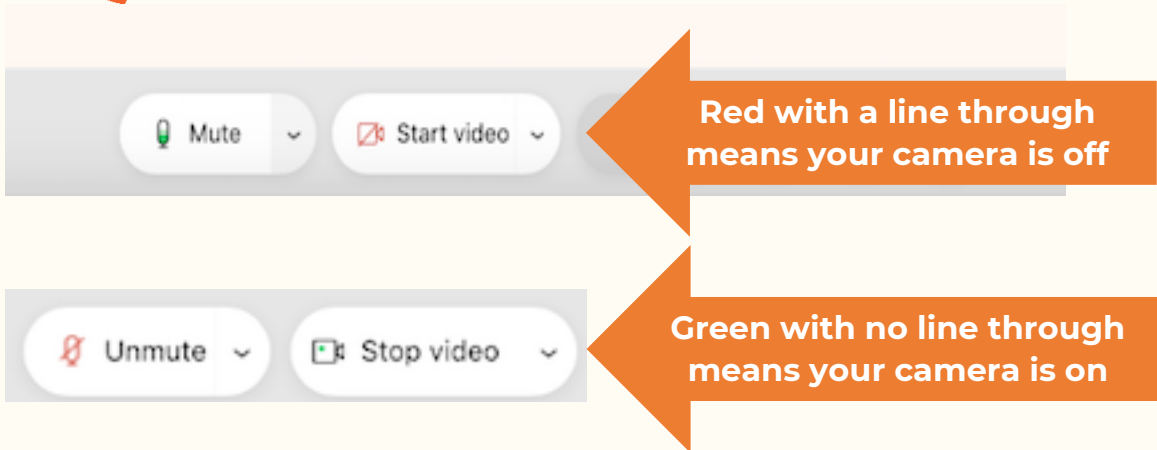 Mute
Start video
Red with a line through
means your camera is off
Unmute
Stop video
Green with no line through
means your camera is on